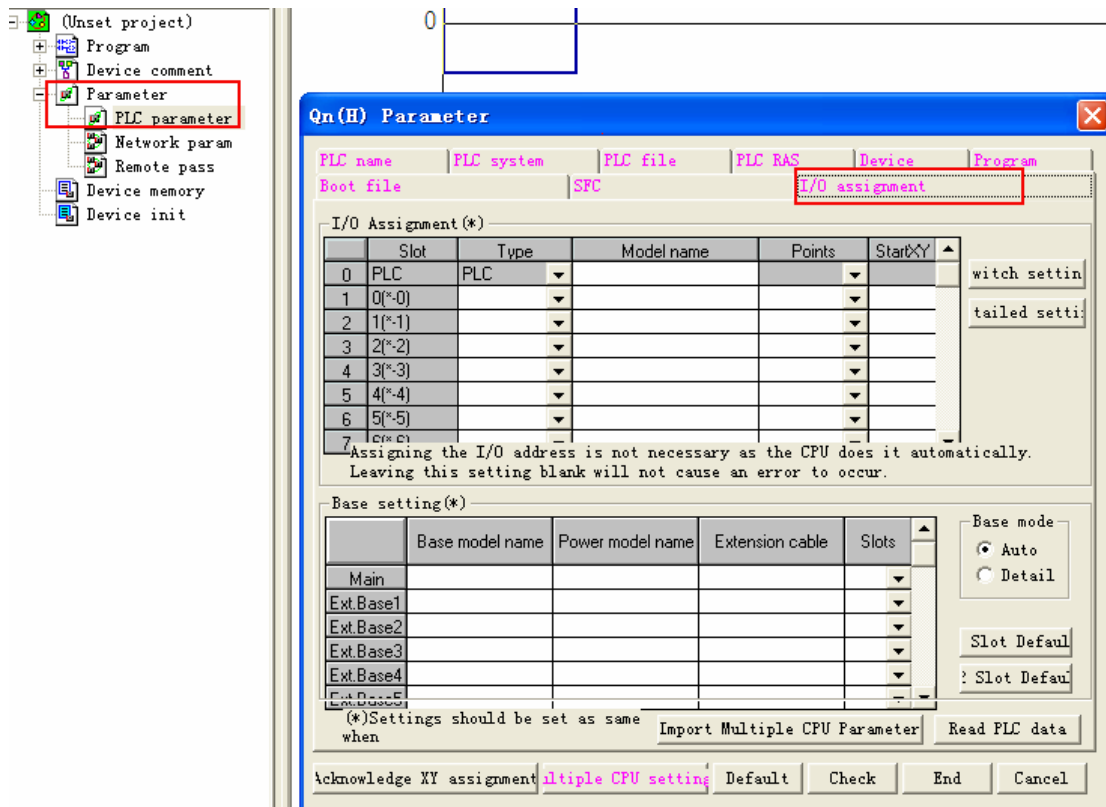 (Unset project)
Program
Device comment
Parameter
PLC parameter
Network param
Remote pass
Device memory
Device init
0
Qn(H) Parameter
PLC name PLC system PLC file PLC RAS Device Program
Boot file SFC I/O assignment
I/O Assignment(*)
Slot Type Model name Points StartXY
0 PLC PLC
1 0(*-0)
2 1(*-1)
3 2(*-2)
4 3(*-3)
5 4(*-4)
6 5(*-5)
7 6(*-6)
witch settin
tailed setti
Assigning the I/O address is not necessary as the CPU does it automatically.
Leaving this setting blank will not cause an error to occur.
Base setting(*)
Base model name Power model name Extension cable Slots
Main
Ext.Base1
Ext.Base2
Ext.Base3
Ext.Base4
Ext.Base5
Base mode
Auto
Detail
Slot Defaul
2 Slot Defaul
(*)Settings should be set as same
when
Import Multiple CPU Parameter Read PLC data
Acknowledge XY assignment ultiple CPU setting Default Check End Cancel